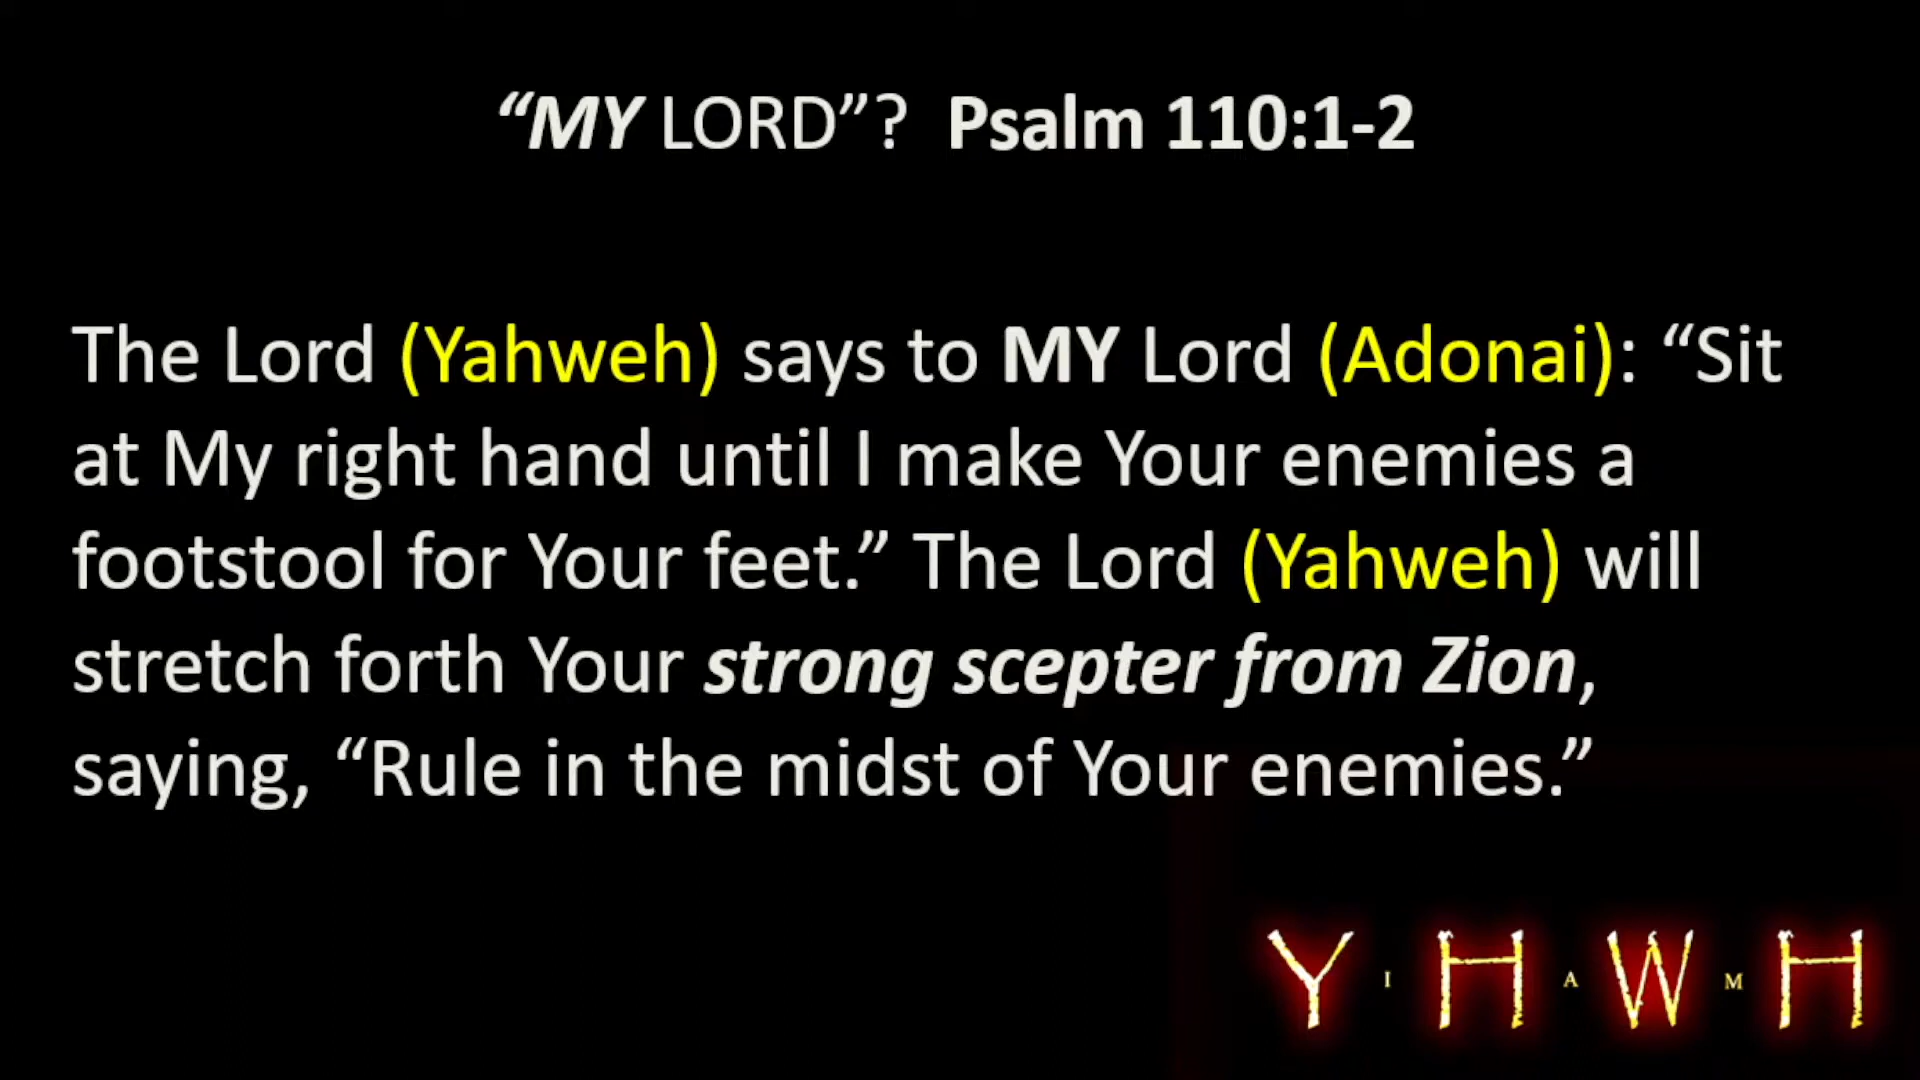 “MY LORD”? Psalm 110:1-2
The Lord (Yahweh) says to MY Lord (Adonai): “Sit
at My right hand until I make Your enemies a
footstool for Your feet.” The Lord (Yahweh) will
stretch forth Your strong scepter from Zion,
saying, “Rule in the midst of Your enemies.”
Y I H A W M H